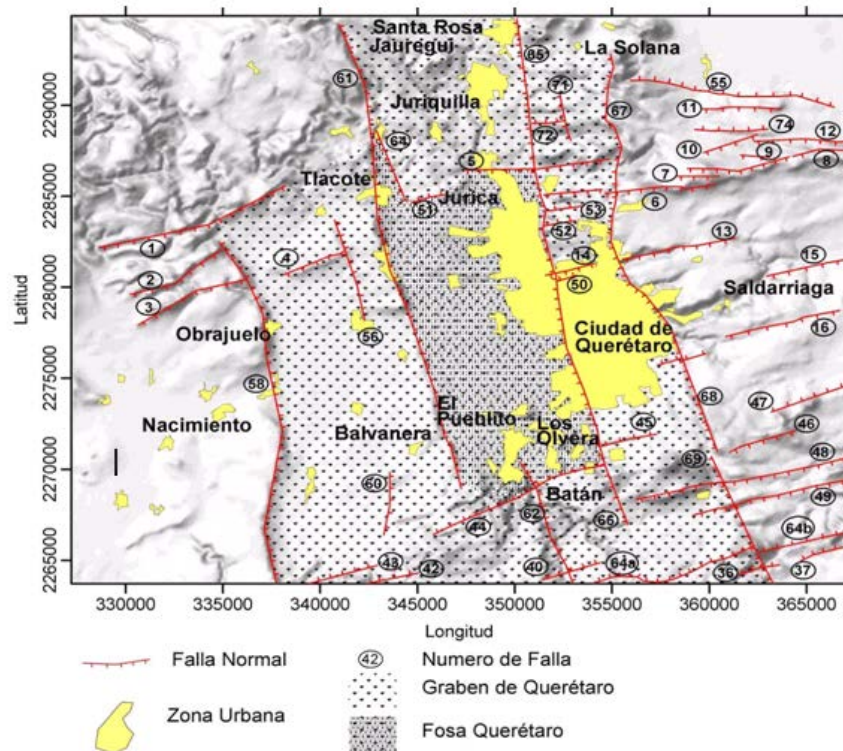 Santa Rosa
Jauregui
La Solana
65
61
71
55
2290000
Juriquilla
67
11
74
12
72
10
9
8
64
5
7
Tlacote
2285000
51
Jurica
53
6
52
13
1
14
15
4
2
50
Saldarriaga
2280000
3
Obrajuelo
56
Ciudad de
Querétaro
16
Latitud
2275000
58
68
47
Nacimiento
El
Pueblito
Los
Olvera
46
45
Balvanera
48
2270000
69
60
Batán
49
44
62
66
64b
2265000
43
42
40
64a
36
37
330000 335000 340000 345000 350000 355000 360000 365000
Longitud
Falla Normal
42
Numero de Falla
Graben de Querétaro
Zona Urbana
Fosa Querétaro